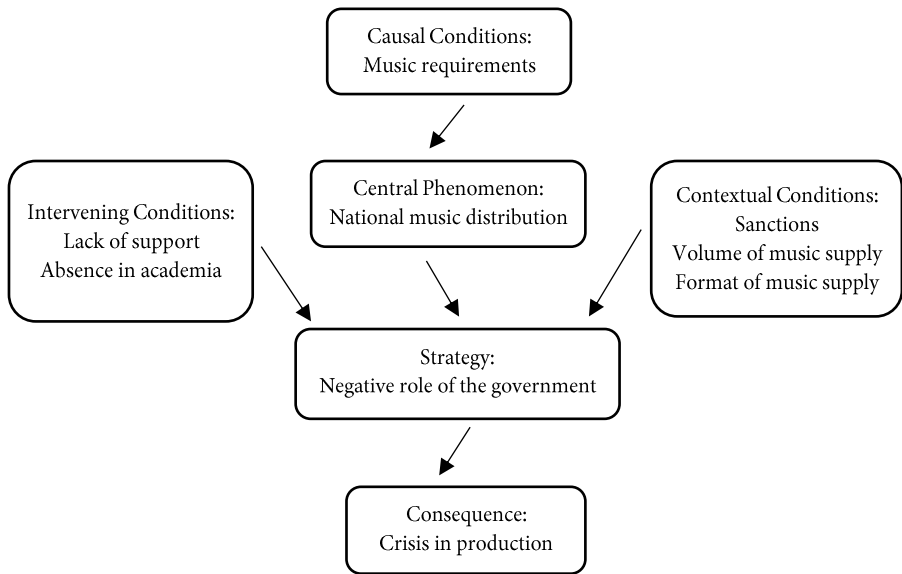 Causal Conditions:
Music requirements
Central Phenomenon:
National music distribution
Intervening Conditions:
Lack of support
Absence in academia
Contextual Conditions:
Sanctions
Volume of music supply
Format of music supply
Strategy:
Negative role of the government
Consequence:
Crisis in production